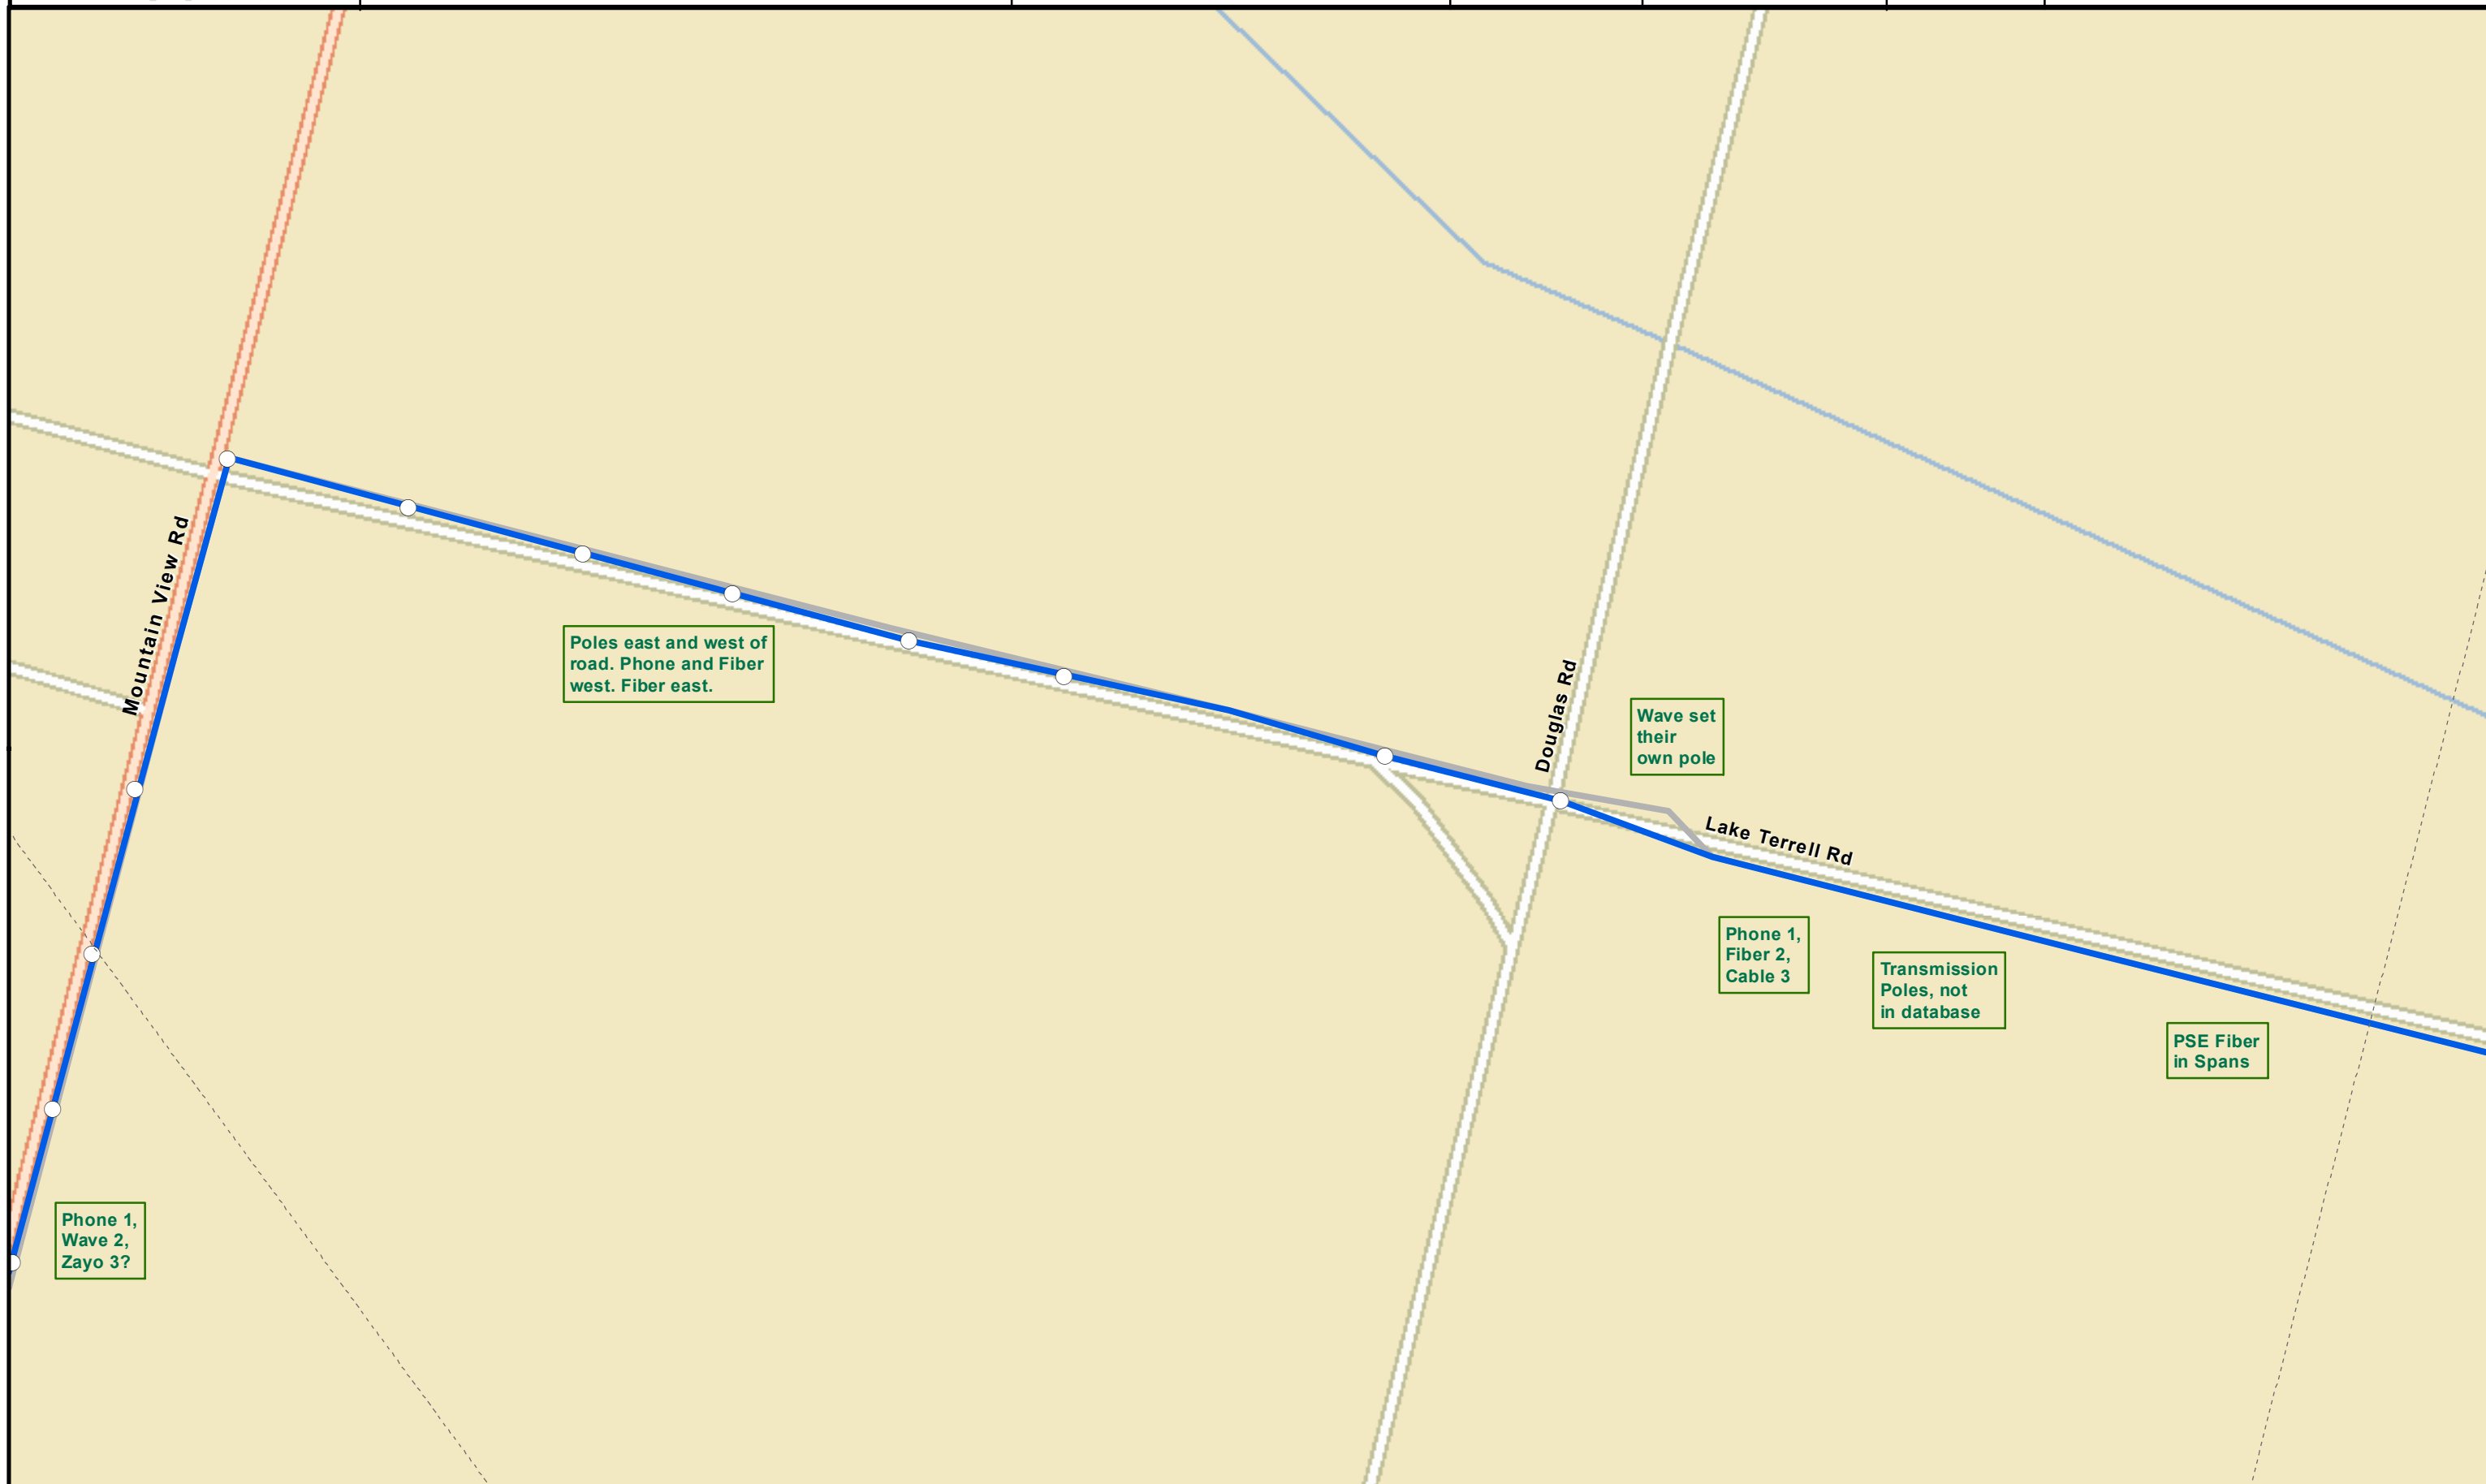 Mountain View Rd
Poles east and west of
road. Phone and Fiber
west. Fiber east.
Douglas Rd
Wave set
their
own pole
Lake Terrell Rd
Phone 1,
Fiber 2,
Cable 3
Transmission
Poles, not
in database
PSE Fiber
in Spans
Phone 1,
Wave 2,
Zayo 3?